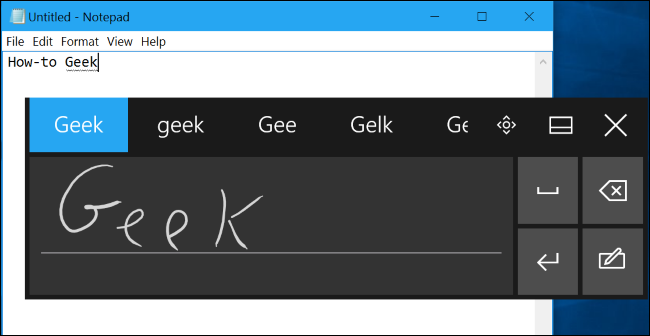 Untitled - Notepad
File Edit Format View Help
How-to Geek
Geek geek Gee Gelk Ge
Geek